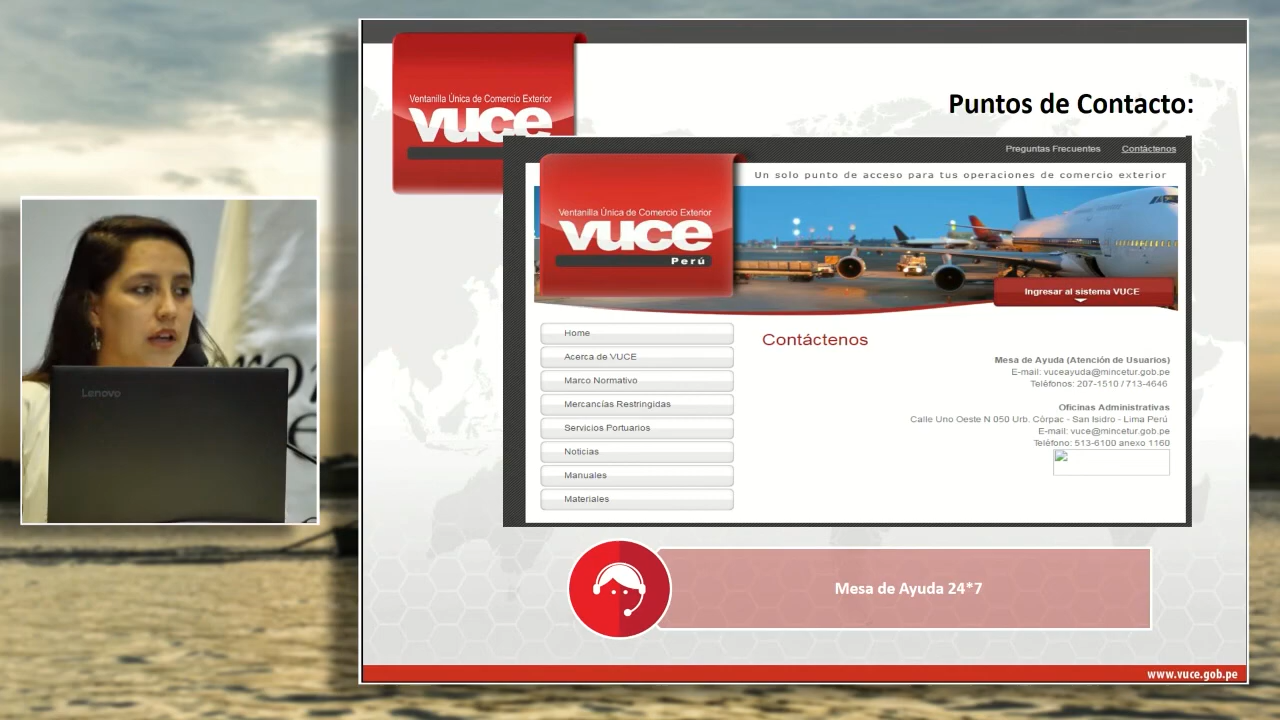 Ventanilla Única de Comercio Exterior
vuce
Puntos de Contacto:
Preguntas Frecuentes Contáctenos
Un solo punto de acceso para tus operaciones de comercio exterior
Ventanilla Única de Comercio Exterior
vuce
Perú
Ingresar al sistema VUCE
Home
Acerca de VUCE
Marco Normativo
Mercancías Restringidas
Servicios Portuarios
Noticias
Manuales
Materiales
Contáctenos
Mesa de Ayuda (Atención de Usuarios)
E-mail: vuceayuda@mincetur.gob.pe
Teléfonos: 207-1510 / 713-4646
Oficinas Administrativas
Calle Uno Oeste N 050 Urb. Córpac - San Isidro - Lima Perú
E-mail: vuce@mincetur.gob.pe
Teléfono: 513-6100 anexo 1160
Mesa de Ayuda 24*7
www.vuce.gob.pe
Lenovo